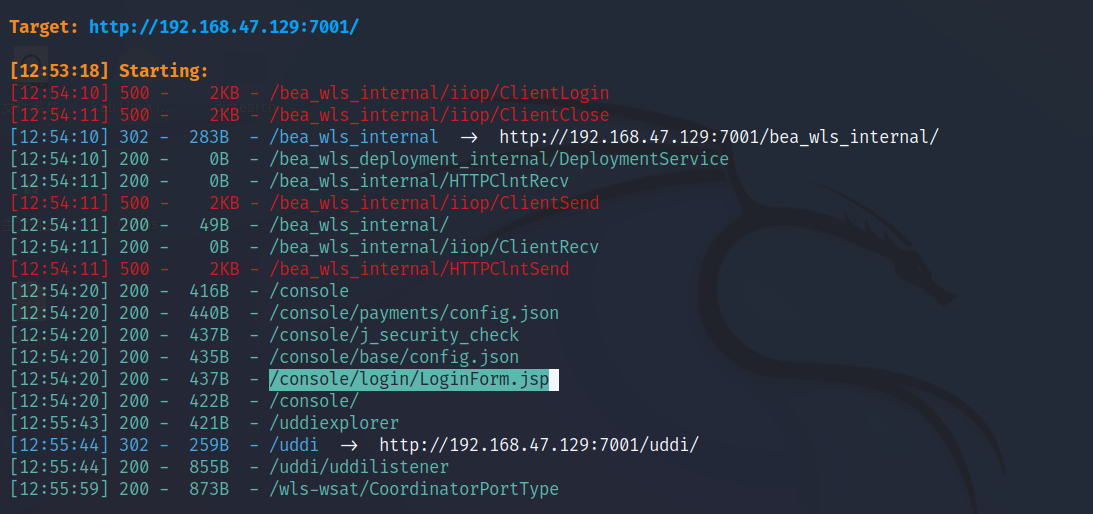 Target: http://192.168.47.129:7001/
[12:53:18] Starting:
[12:54:10] 500 - 2KB - /bea_wls_internal/iiop/ClientLogin
[12:54:11] 500 - 2KB - /bea_wls_internal/iiop/ClientClose
[12:54:10] 302 - 283B - /bea_wls_internal → http://192.168.47.129:7001/bea_wls_internal/
[12:54:10] 200 - 0B - /bea_wls_deployment_internal/DeploymentService
[12:54:11] 200 - 0B - /bea_wls_internal/HTTPClntRecv
[12:54:11] 500 - 2KB - /bea_wls_internal/iiop/ClientSend
[12:54:11] 200 - 49B - /bea_wls_internal/
[12:54:11] 200 - 0B - /bea_wls_internal/iiop/ClientRecv
[12:54:11] 500 - 2KB - /bea_wls_internal/HTTPClntSend
[12:54:20] 200 - 416B - /console
[12:54:20] 200 - 440B - /console/payments/config.json
[12:54:20] 200 - 437B - /console/j_security_check
[12:54:20] 200 - 435B - /console/base/config.json
[12:54:20] 200 - 437B - /console/login/LoginForm.jsp
[12:54:20] 200 - 422B - /console/
[12:55:43] 200 - 421B - /uddiexplorer
[12:55:44] 302 - 259B - /uddi → http://192.168.47.129:7001/uddi/
[12:55:44] 200 - 855B - /uddi/uddilistener
[12:55:59] 200 - 873B - /wls-wsat/CoordinatorPortType